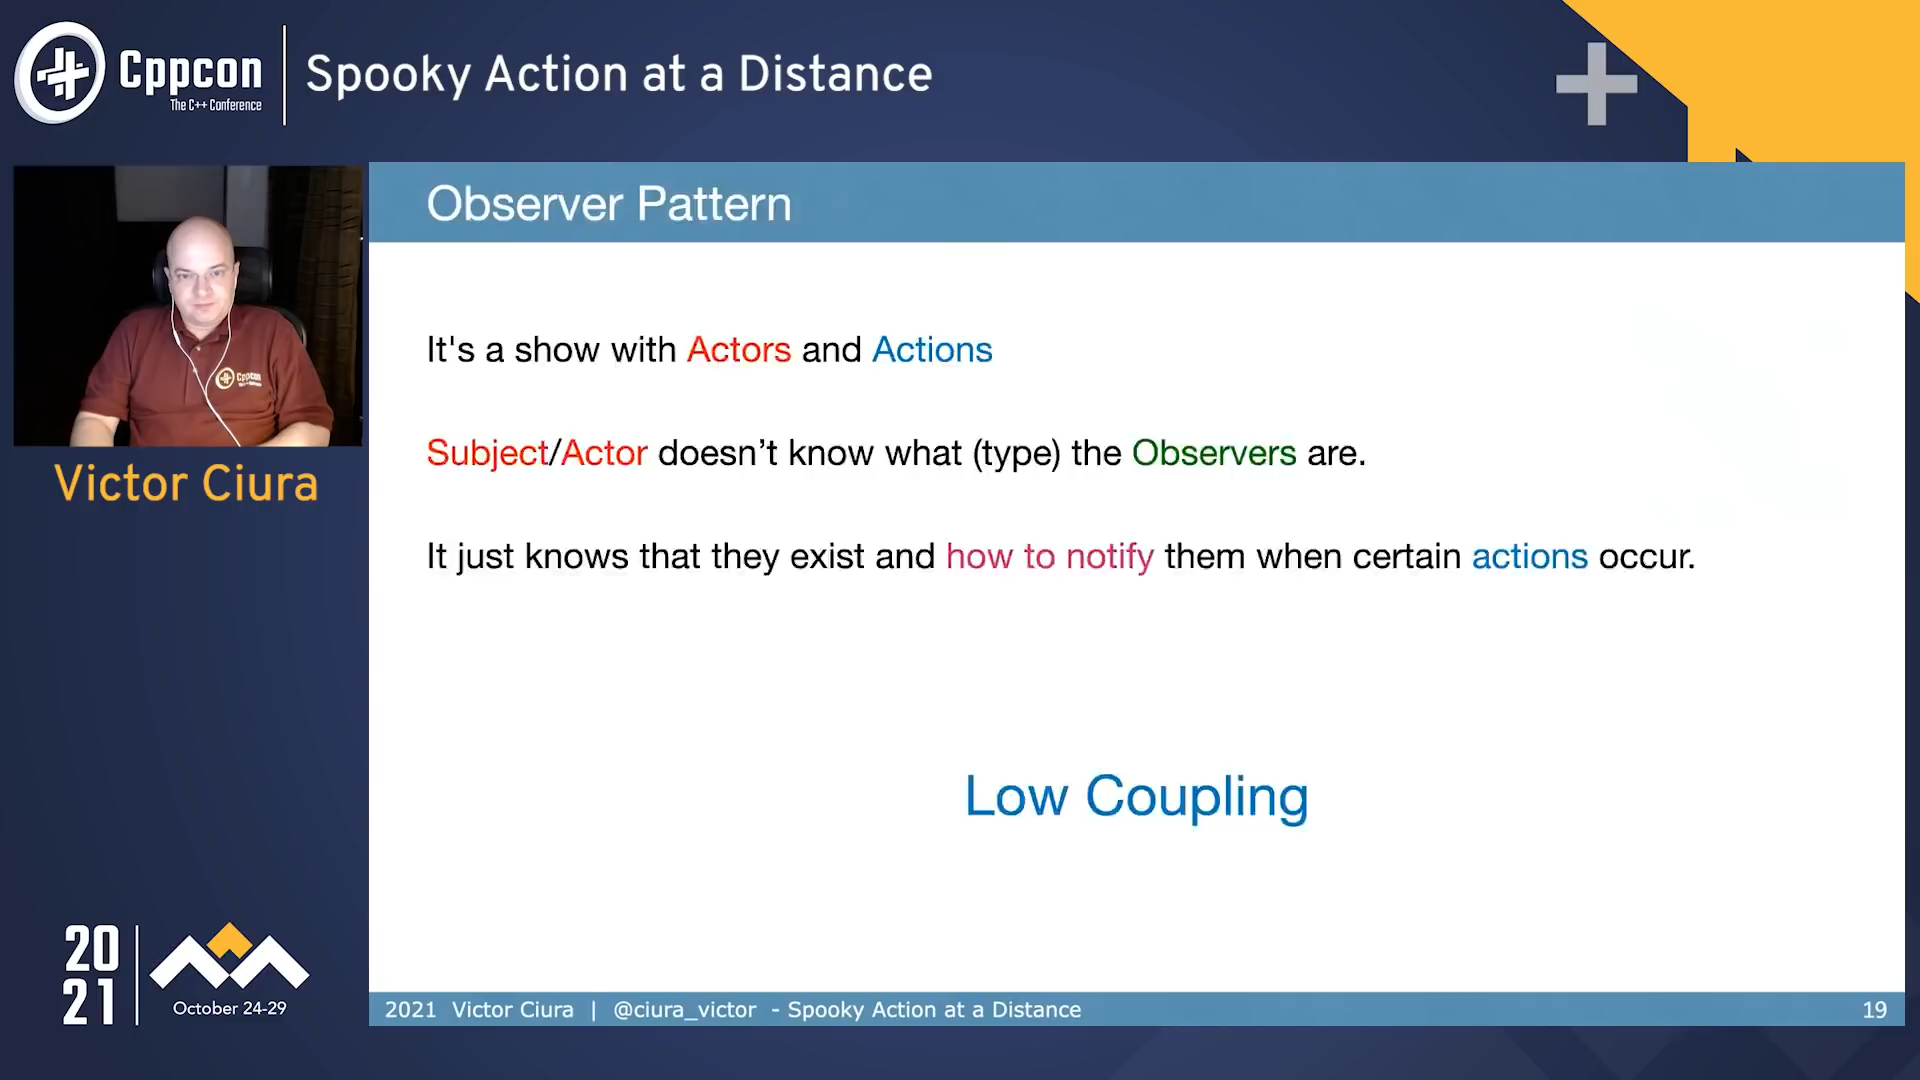 Cppcon
The C++ Conference
Spooky Action at a Distance
Observer Pattern
It's a show with Actors and Actions
Subject/Actor doesn’t know what (type) the Observers are.
It just knows that they exist and how to notify them when certain actions occur.
Low Coupling
Cppcon
Victor Ciura
20
21
October 24-29
2021 Victor Ciura | @ciura_victor - Spooky Action at a Distance
19